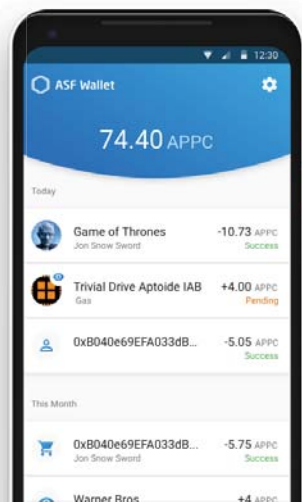 12:30
ASF Wallet
74.40 APPC
Today
Game of Thrones -10.73 APPC
Jon Snow Sword Success
Trivial Drive Aptoide IAB +4.00 APPC
Gas Pending
0xB040e69EFA033dB... -5.05 APPC
Success
This Month
0xB040e69EFA033dB... -5.75 APPC
Jon Snow Sword Success
Warner Bros +4 APPC